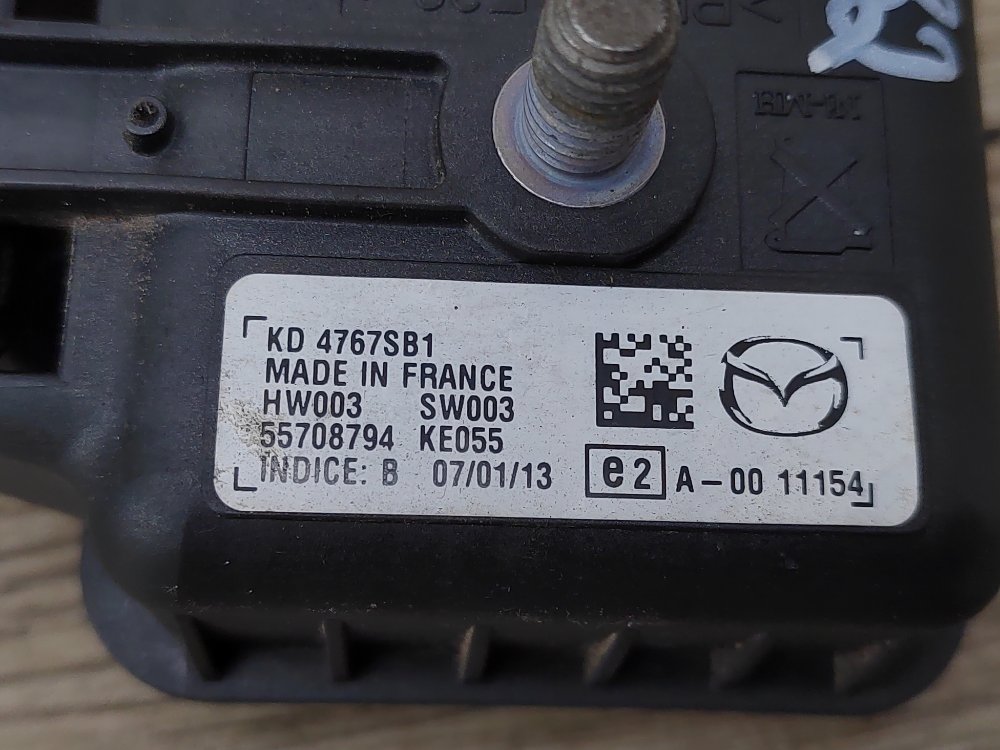 KD 4767SB1
MADE IN FRANCE
HW003 SW003
55708794 KE055
INDICE: B 07/01/13
e2 A-00 11154